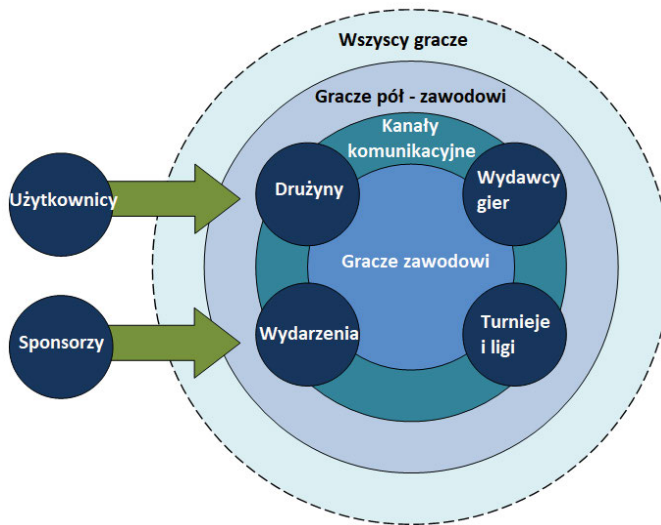 Wszyscy gracze
Gracze pół - zawodowi
Kanały
komunikacyjne
Użytkownicy
Drużyny
Wydawcy
gier
Gracze zawodowi
Sponsorzy
Wydarzenia
Turnieje
i ligi